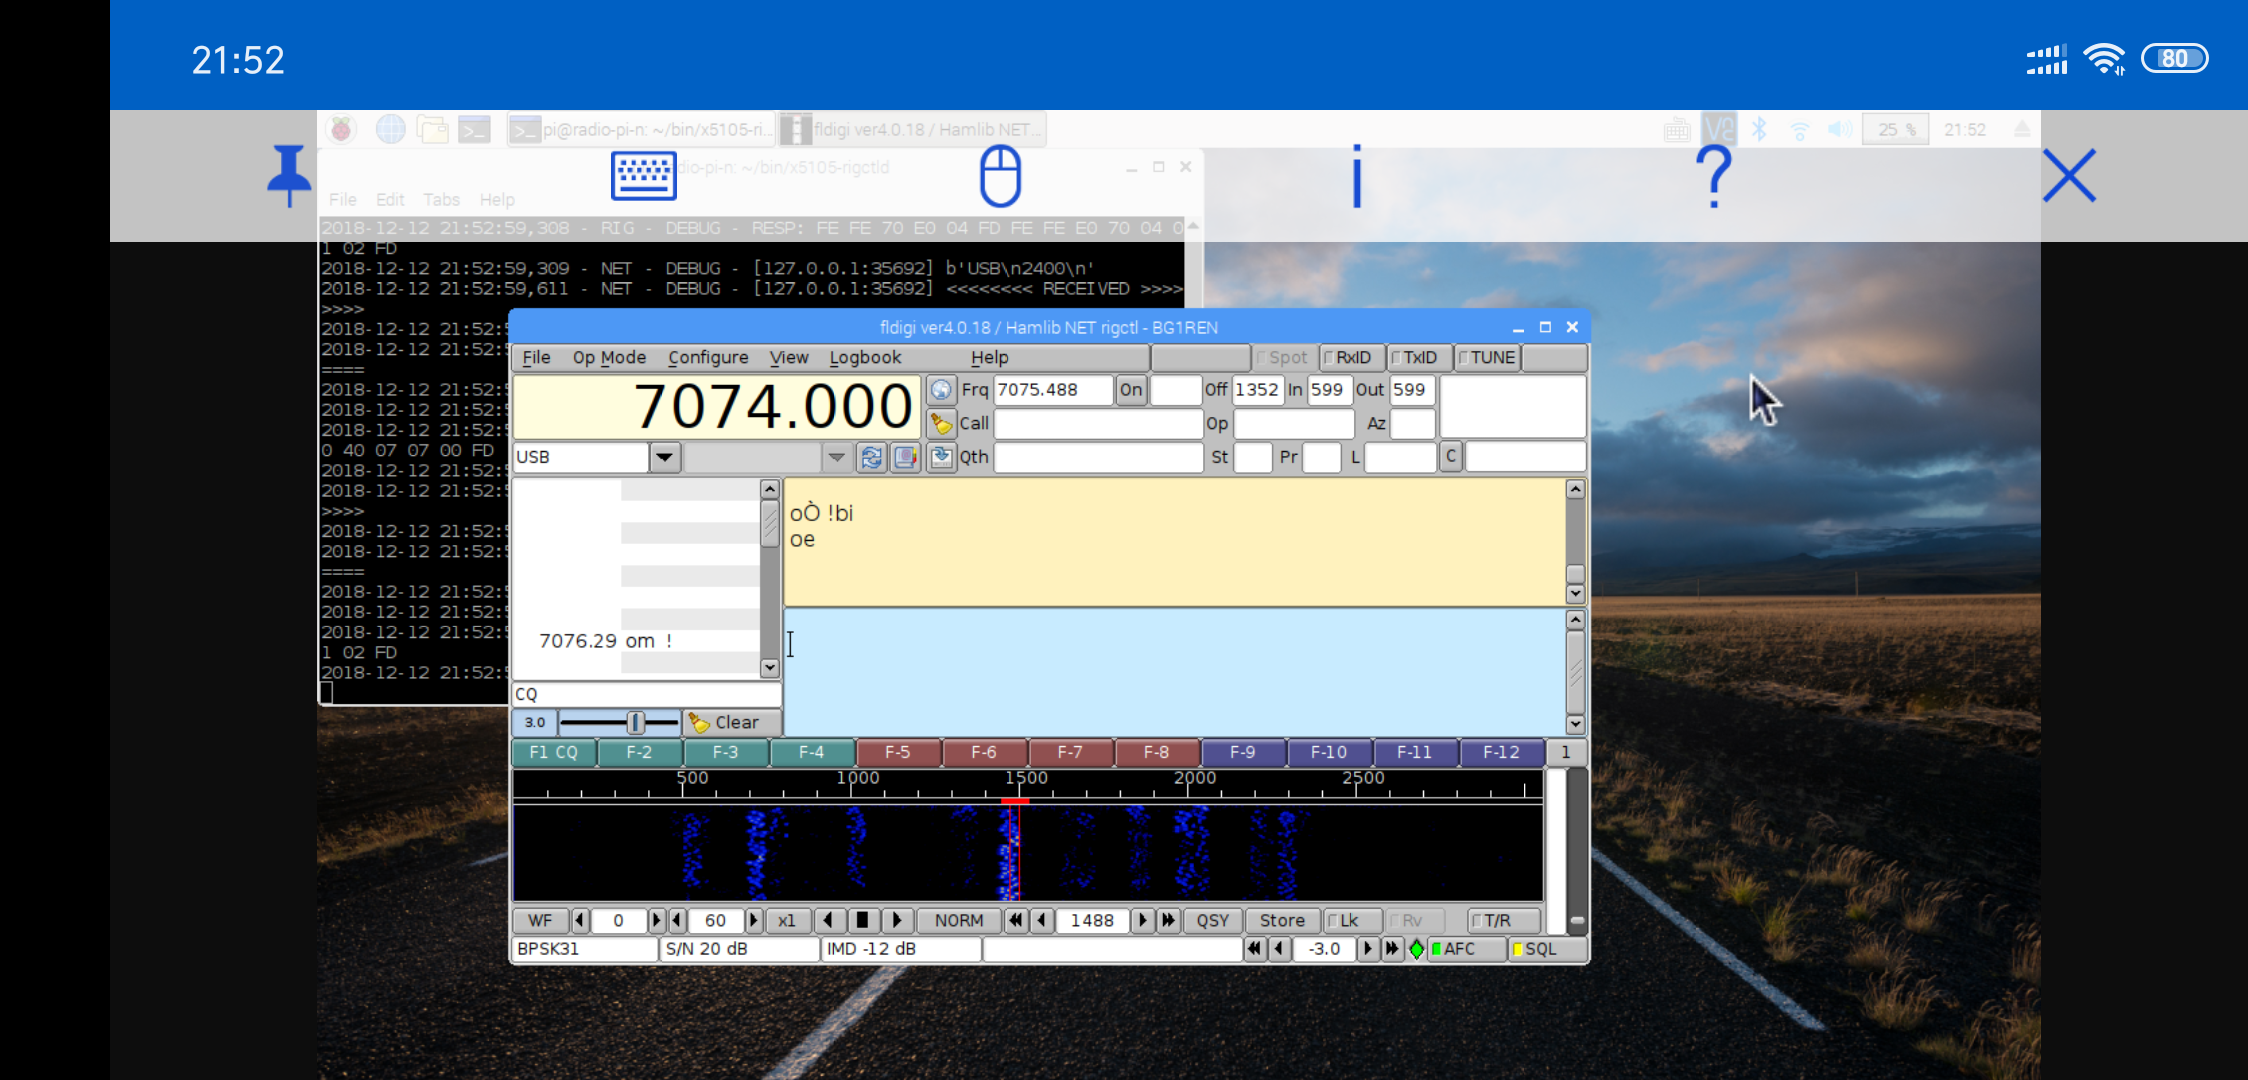 21:52
80
pi@radio-pi-n: ~/bin/x5105-ri...
fldigi ver4.0.18 / Hamlib NET...
25 %
21:52
dio-pi-n: ~/bin/x5105-rigctld
File Edit Tabs Help
2018-12-12 21:52:59,308 - RIG - DEBUG - RESP: FE FE 70 E0 04 FD FE FE E0 70 04 0
1 02 FD
2018-12-12 21:52:59,309 - NET - DEBUG - [127.0.0.1:35692] b'USB\n2400\n'
2018-12-12 21:52:59,611 - NET - DEBUG - [127.0.0.1:35692] <<<<<<<< RECEIVED >>>>
>>>>
2018-12-12 21:52:
2018-12-12 21:52:
====
2018-12-12 21:52:
2018-12-12 21:52:
2018-12-12 21:52:
0 40 07 07 00 FD
2018-12-12 21:52:
2018-12-12 21:52:
>>>>
2018-12-12 21:52:
2018-12-12 21:52:
====
2018-12-12 21:52:
2018-12-12 21:52:
2018-12-12 21:52:
1 02 FD
2018-12-12 21:52:
fldigi ver4.0.18 / Hamlib NET rigctl - BG1REN
File Op Mode Configure View Logbook Help
Spot RxID TxID TUNE
7074.000
Frq 7075.488 On Off 1352 In 599 Out 599
Call Op Az
USB
Qth St Pr L C
oÒ !bi
oe
7076.29 om !
CQ
3.0 Clear
F1 CQ F-2 F-3 F-4 F-5 F-6 F-7 F-8 F-9 F-10 F-11 F-12 1
500 1000 1500 2000 2500
WF 0 60 x1 NORM 1488 QSY Store Lk Rv T/R
BPSK31 S/N 20 dB IMD -12 dB -3.0 AFC SQL